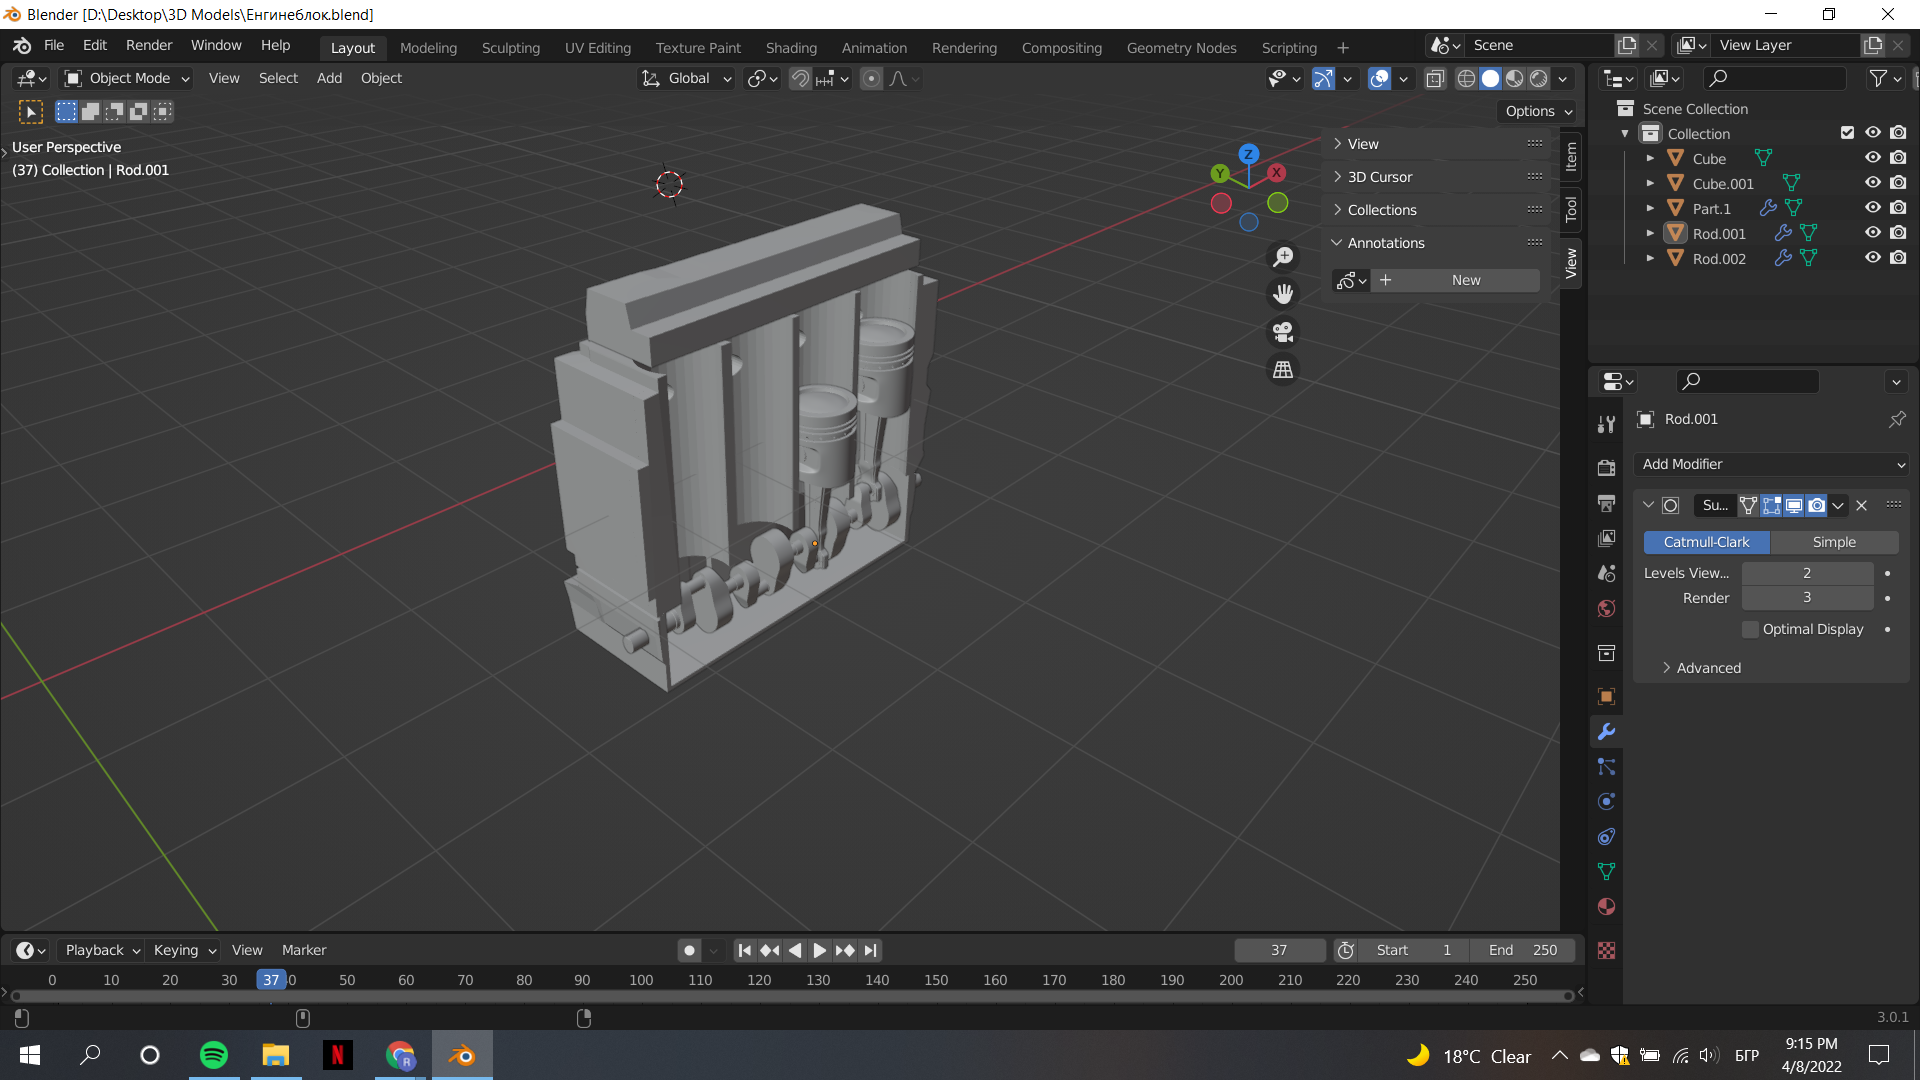 Blender [D:\Desktop\3D Models\Енгинеблок.blend]
File Edit Render Window Help
Layout Modeling Sculpting UV Editing Texture Paint Shading Animation Rendering Compositing Geometry Nodes Scripting
Scene
View Layer
Object Mode View Select Add Object
Global
Options
User Perspective
(37) Collection | Rod.001
Z
Y
X
View
3D Cursor
Collections
Annotations
New
Item
Tool
View
Scene Collection
Collection
Cube
Cube.001
Part.1
Rod.001
Rod.002
Rod.001
Add Modifier
Su...
Catmull-Clark Simple
Levels View... 2
Render 3
Optimal Display
Advanced
Playback Keying View Marker
37
Start 1
End 250
0 10 20 30 37 0 50 60 70 80 90 100 110 120 130 140 150 160 170 180 190 200 210 220 230 240 250
3.0.1
N
R
18°C Clear
БГР
9:15 PM
4/8/2022